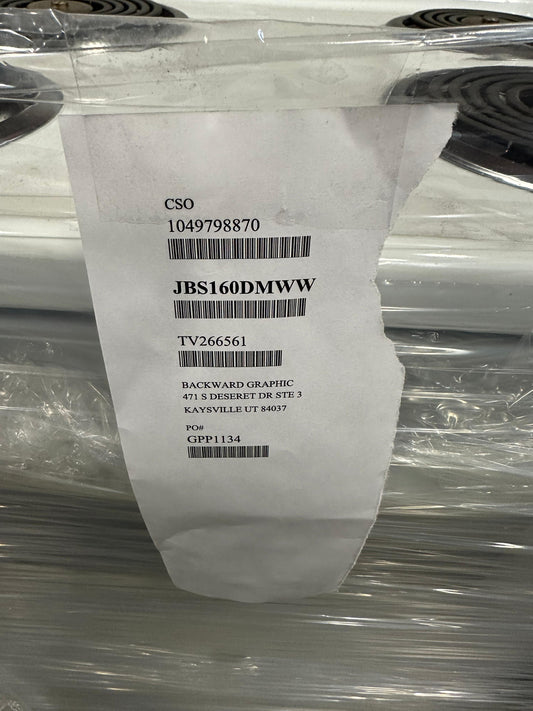 CSO
1049798870
JBS160DMWW
TV266561
BACKWARD GRAPHIC
471 S DESERET DR STE 3
KAYSVILLE UT 84037
PO#
GPP1134